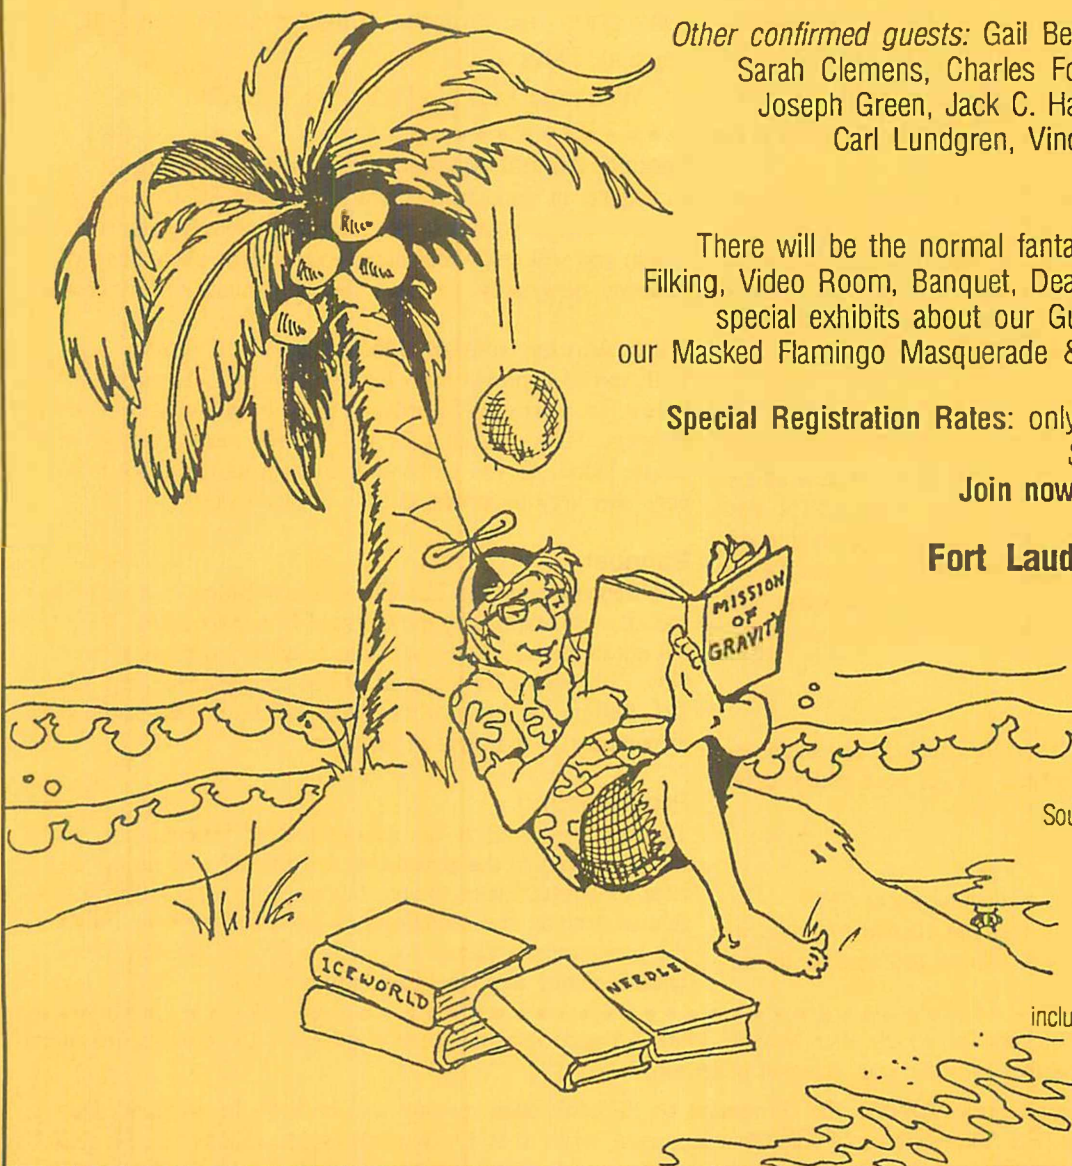 Other confirmed guests: Gail Be
Sarah Clemens, Charles Fo
Joseph Green, Jack C. Ha
Carl Lundgren, Vinc
There will be the normal fanta
Filking, Video Room, Banquet, Dea
special exhibits about our Gu
our Masked Flamingo Masquerade &
Special Registration Rates: only
Join now
Fort Laud
MISSION
OF
GRAVITY
Sou
ICEWORLD
NEEDLE
inclu